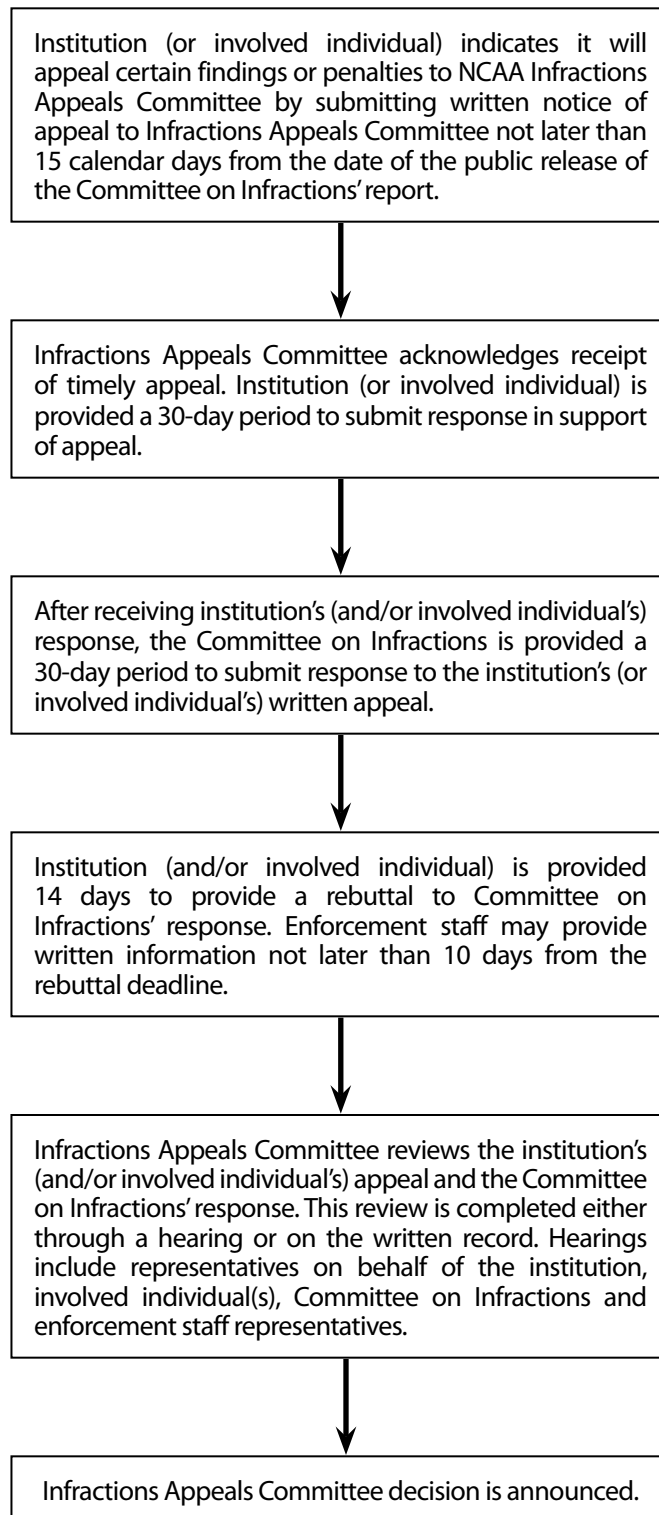 Institution (or involved individual) indicates it will
appeal certain findings or penalties to NCAA Infractions
Appeals Committee by submitting written notice of
appeal to Infractions Appeals Committee not later than
15 calendar days from the date of the public release of
the Committee on Infractions’ report.
Infractions Appeals Committee acknowledges receipt
of timely appeal. Institution (or involved individual) is
provided a 30-day period to submit response in support
of appeal.
After receiving institution’s (and/or involved individual’s)
response, the Committee on Infractions is provided a
30-day period to submit response to the institution’s (or
involved individual’s) written appeal.
Institution (and/or involved individual) is provided
14 days to provide a rebuttal to Committee on
Infractions’ response. Enforcement staff may provide
written information not later than 10 days from the
rebuttal deadline.
Infractions Appeals Committee reviews the institution’s
(and/or involved individual’s) appeal and the Committee
on Infractions’ response. This review is completed either
through a hearing or on the written record. Hearings
include representatives on behalf of the institution,
involved individual(s), Committee on Infractions and
enforcement staff representatives.
Infractions Appeals Committee decision is announced.